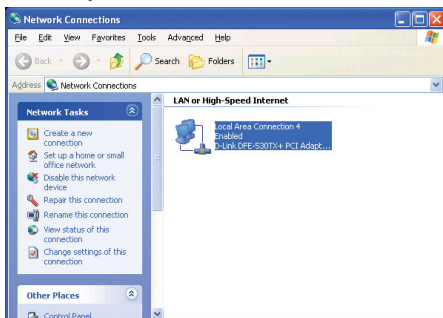 Network Connections
File Edit View Favorites Tools Advanced Help
Back Search Folders
Address Network Connections
Network Tasks
Create a new
connection
Set up a home or small
office network
Disable this network
device
Repair this connection
Rename this connection
View status of this
connection
Change settings of this
connection
Other Places
Control Panel
LAN or High-Speed Internet
Local Area Connection 4
Enabled
D-Link DFE-530TX+ PCI Adapt...